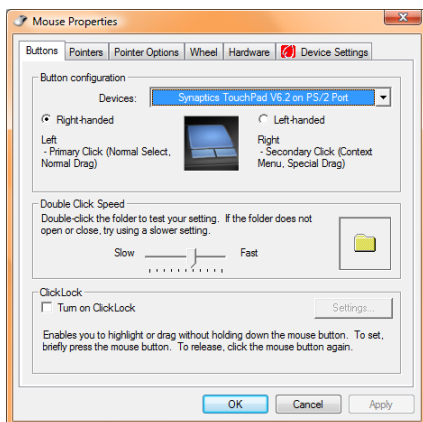 Mouse Properties
Buttons Pointers Pointer Options Wheel Hardware Device Settings
Button configuration
Devices: Synaptics TouchPad V6.2 on PS/2 Port
Right-handed Left-handed
Left
- Primary Click (Normal Select,
Normal Drag)
Right
- Secondary Click (Context
Menu, Special Drag)
Double Click Speed
Double-click the folder to test your setting. If the folder does not
open or close, try using a slower setting.
Slow Fast
ClickLock
Turn on ClickLock
Settings...
Enables you to highlight or drag without holding down the mouse button. To set,
briefly press the mouse button. To release, click the mouse button again.
OK Cancel Apply